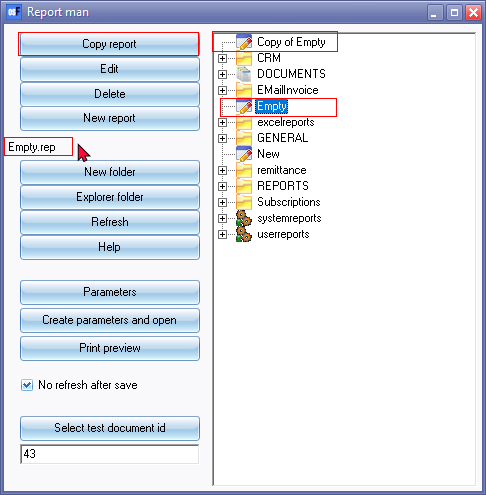 Report man
Copy report
Edit
Delete
New report
Empty.rep
New folder
Explorer folder
Refresh
Help
Parameters
Create parameters and open
Print preview
No refresh after save
Select test document id
43
Copy of Empty
CRM
DOCUMENTS
EMailInvoice
Empty
excelreports
GENERAL
New
remittance
REPORTS
Subscriptions
systemreports
userreports